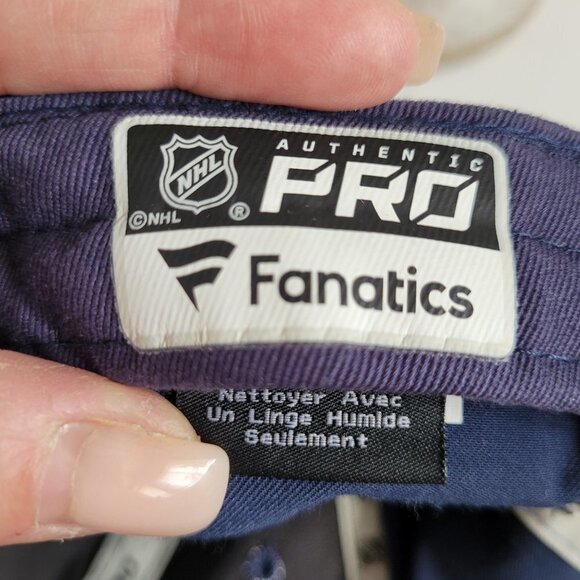 NHL
©NHL ®
AUTHENTIC
PRO
Fanatics
Nettoyer Avec
Un Linge Humide
Seulement